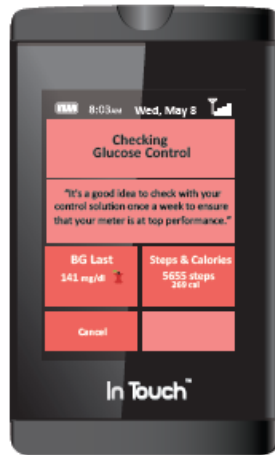 8:03AM Wed, May 8
Checking
Glucose Control
"It's a good idea to check with your
control solution once a week to ensure
that your meter is at top performance."
BG Last
141 mg/dl
Steps & Calories
5655 steps
269 cal
Cancel
In Touch™